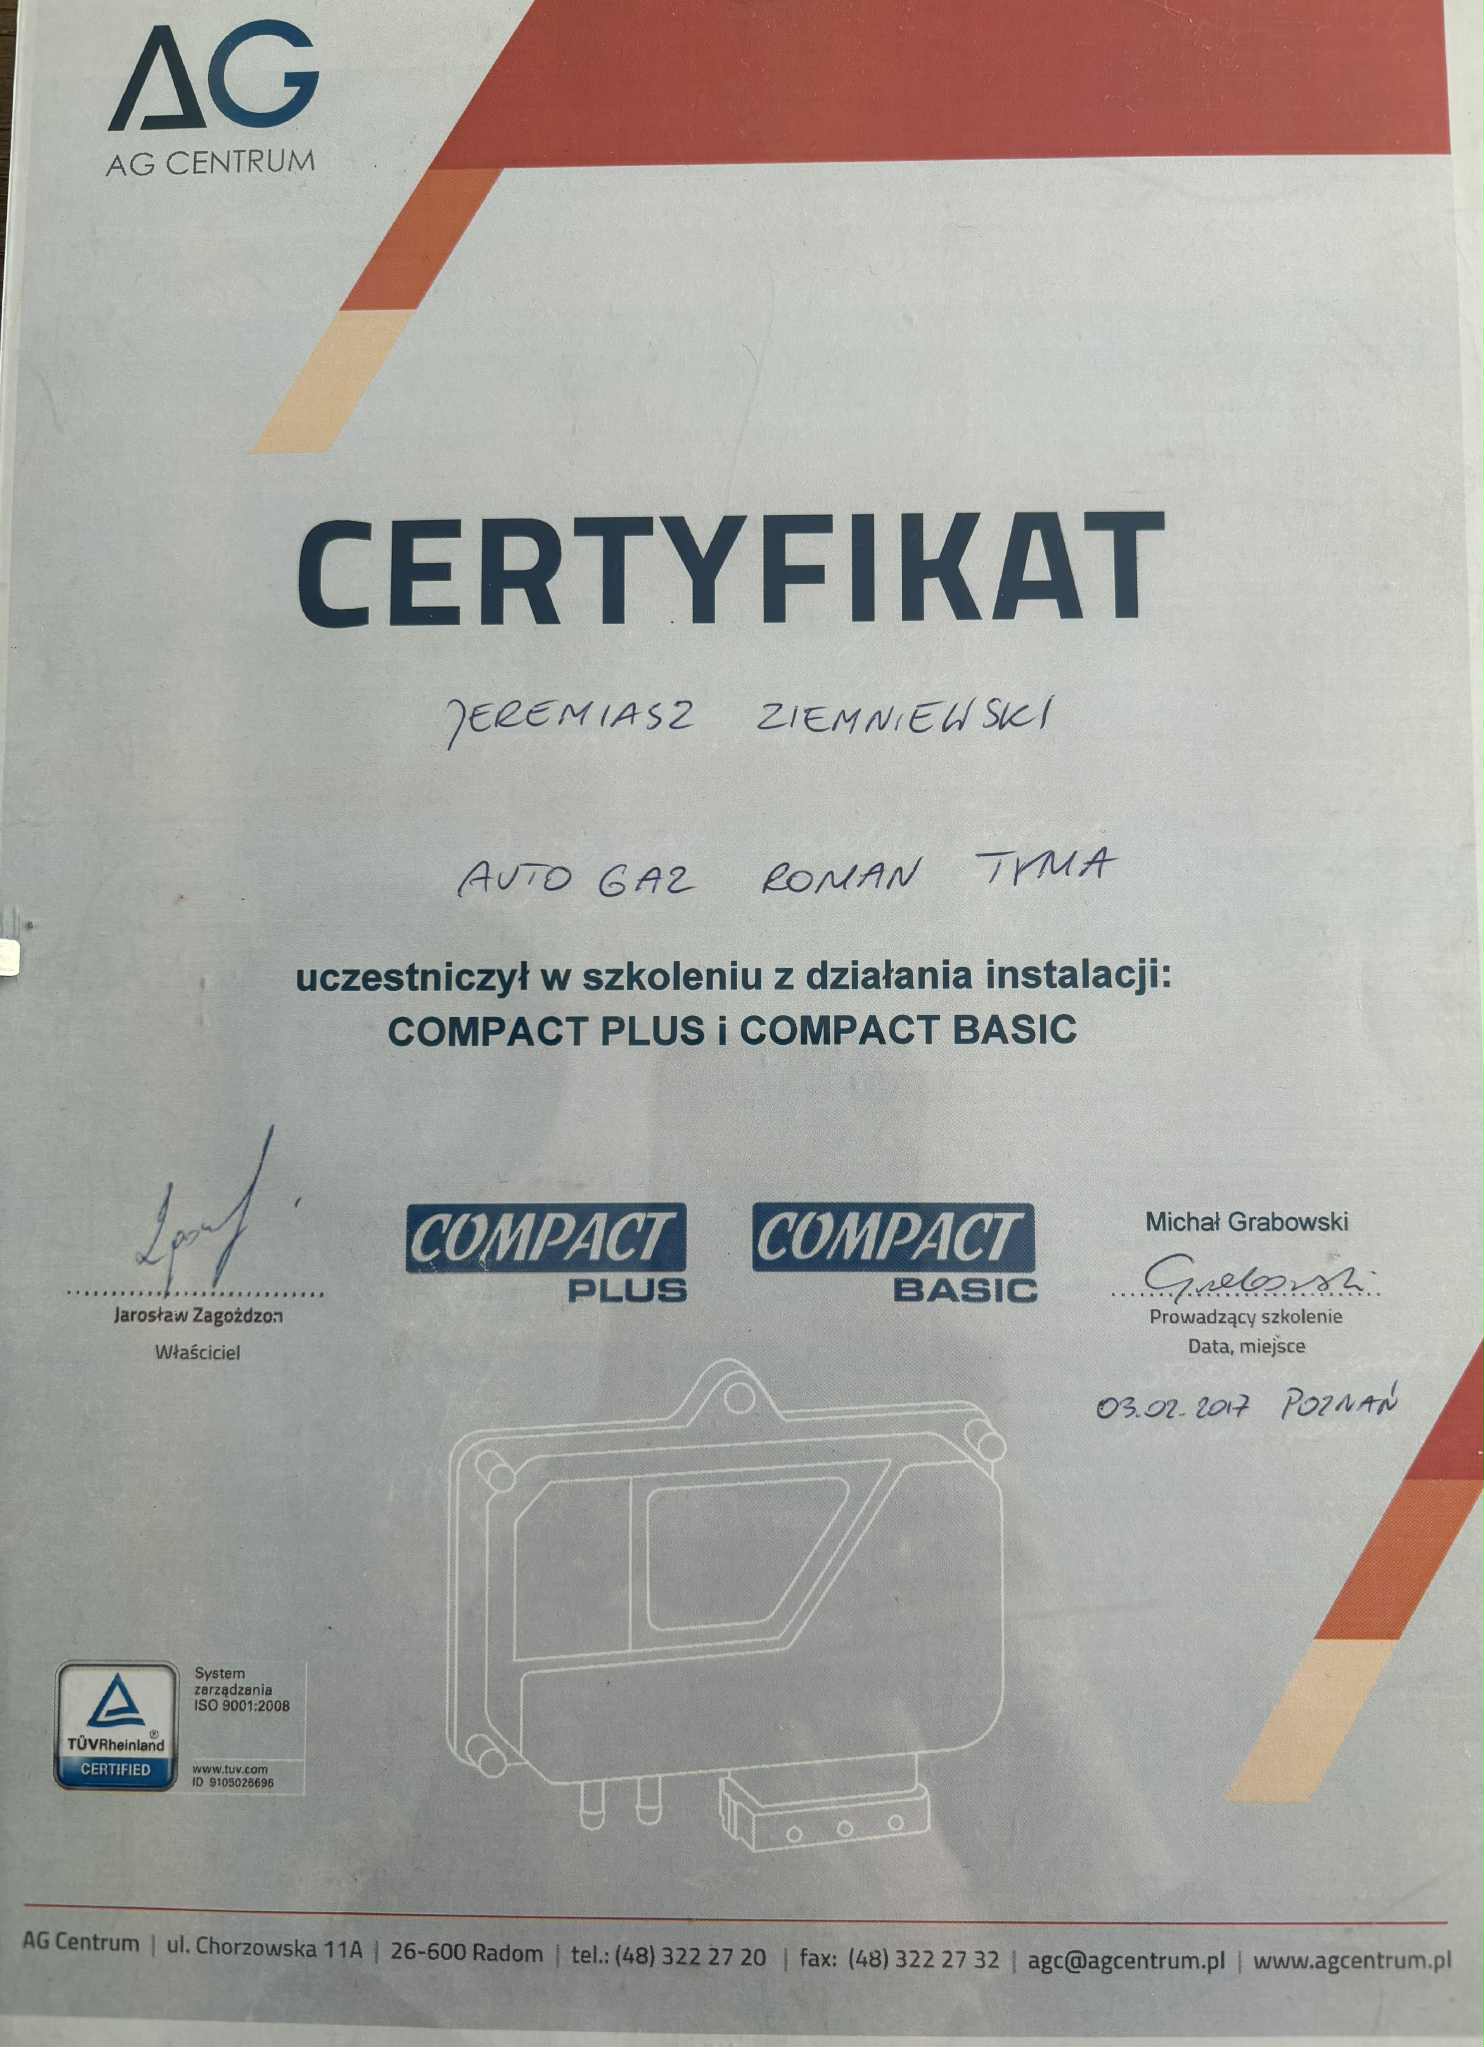 AG
AG CENTRUM
CERTYFIKAT
JEREMIASZ ZIEMNIEWSKI
AUTO GAZ ROMAN TYMA
uczestniczył w szkoleniu z działania instalacji:
COMPACT PLUS i COMPACT BASIC
COMPACT
PLUS
COMPACT
BASIC
Jarosław Zagożdzon
Właściciel
Michał Grabowski
Grabowski
Prowadzący szkolenie
Data, miejsce
03.02.2017 POZNAŃ
TÜVRheinland®
CERTIFIED
System
zarządzania
ISO 9001:2008
www.tuv.com
ID 9105026696
AG Centrum | ul. Chorzowska 11A | 26-600 Radom | tel.: (48) 322 27 20 | fax: (48) 322 27 32 | agc@agcentrum.pl | www.agcentrum.pl